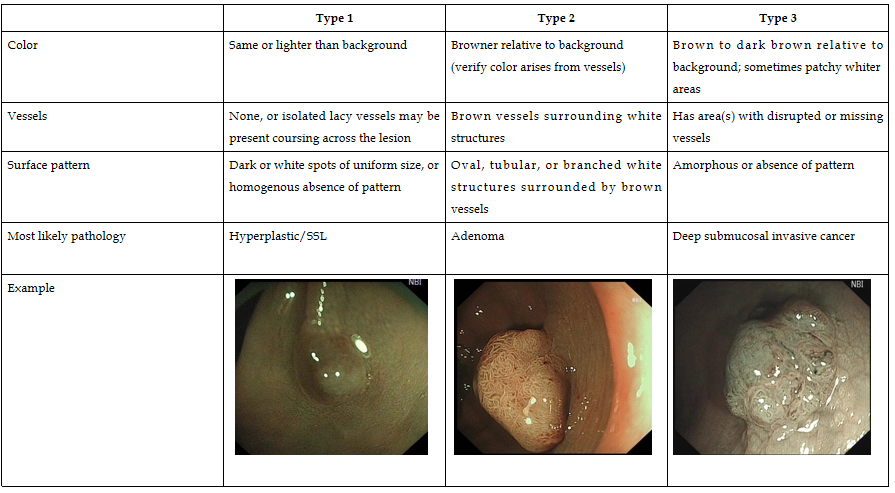 Type 1 Type 2 Type 3
Color Same or lighter than background Browner relative to background Brown to dark brown relative to
(verify color arises from vessels) background; sometimes patchy whiter
areas
Vessels None, or isolated lacy vessels may be Brown vessels surrounding white Has area(s) with disrupted or missing
present coursing across the lesion structures vessels
Surface pattern Dark or white spots of uniform size, or Oval, tubular, or branched white Amorphous or absence of pattern
homogenous absence of pattern structures surrounded by brown
vessels
Most likely pathology Hyperplastic/SSL Adenoma Deep submucosal invasive cancer
Example
NBI NBI